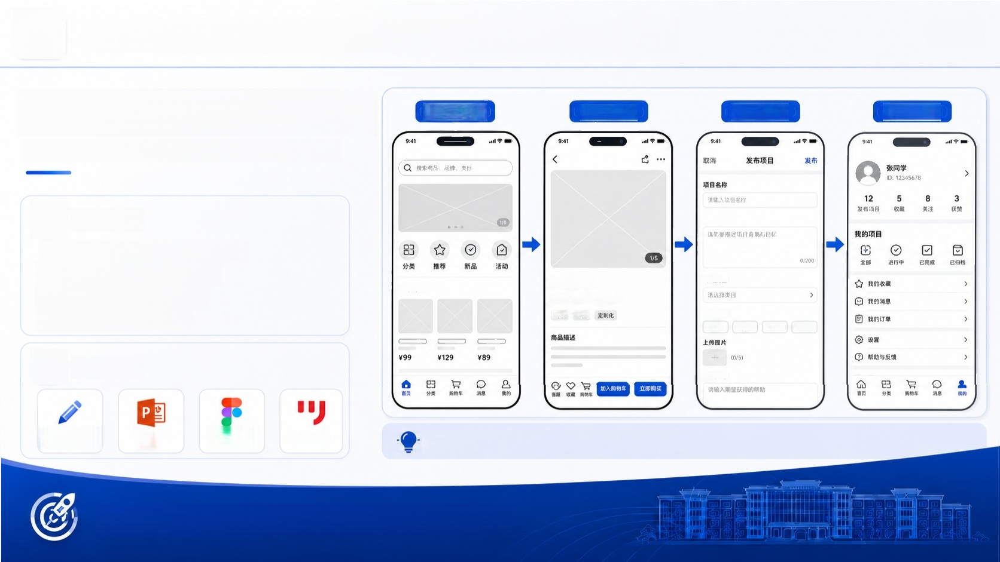 9:41
搜索商品、品牌、类目
1/6
分类
推荐
新品
活动
¥99
¥129
¥89
首页
分类
购物车
消息
我的
9:41
1/5
定制化
商品描述
客服
收藏
购物车
加入购物车
立即购买
9:41
取消
发布项目
发布
项目名称
请输入项目名称
请简要描述项目背景与目标
0/200
请选择类目
上传图片
(0/5)
请输入期望获得的帮助
9:41
张同学
ID: 12345678
12
5
8
3
发布项目
收藏
关注
获赞
我的项目
全部
进行中
已完成
已归档
我的收藏
我的消息
我的订单
设置
帮助与反馈
首页
分类
购物车
消息
我的
P